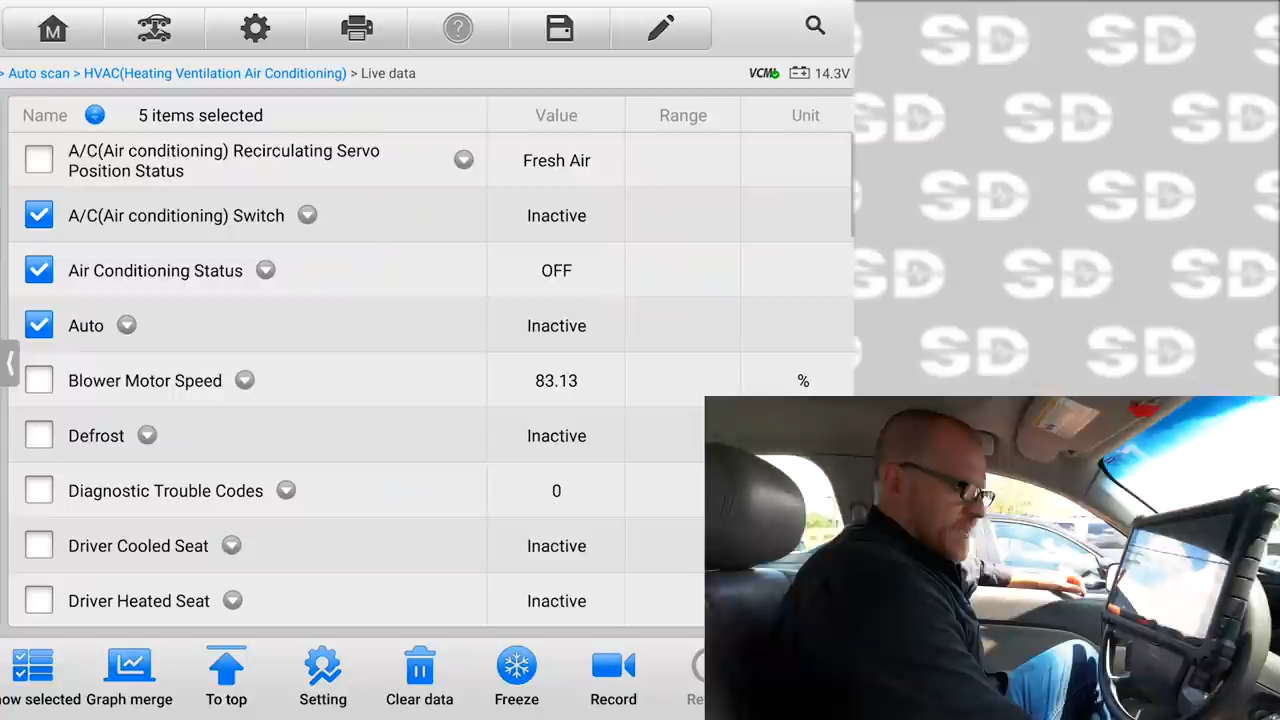 M
> Auto scan > HVAC(Heating Ventilation Air Conditioning) > Live data
VCMI 14.3V
Name 5 items selected Value Range Unit
A/C(Air conditioning) Recirculating Servo
Position Status
Fresh Air
A/C(Air conditioning) Switch Inactive
Air Conditioning Status OFF
Auto Inactive
Blower Motor Speed 83.13 %
Defrost Inactive
Diagnostic Trouble Codes 0
Driver Cooled Seat Inactive
Driver Heated Seat Inactive
ow selected Graph merge To top Setting Clear data Freeze Record Re
SD SD
SD SD SD
SD SD
SD SD SD
SD SD